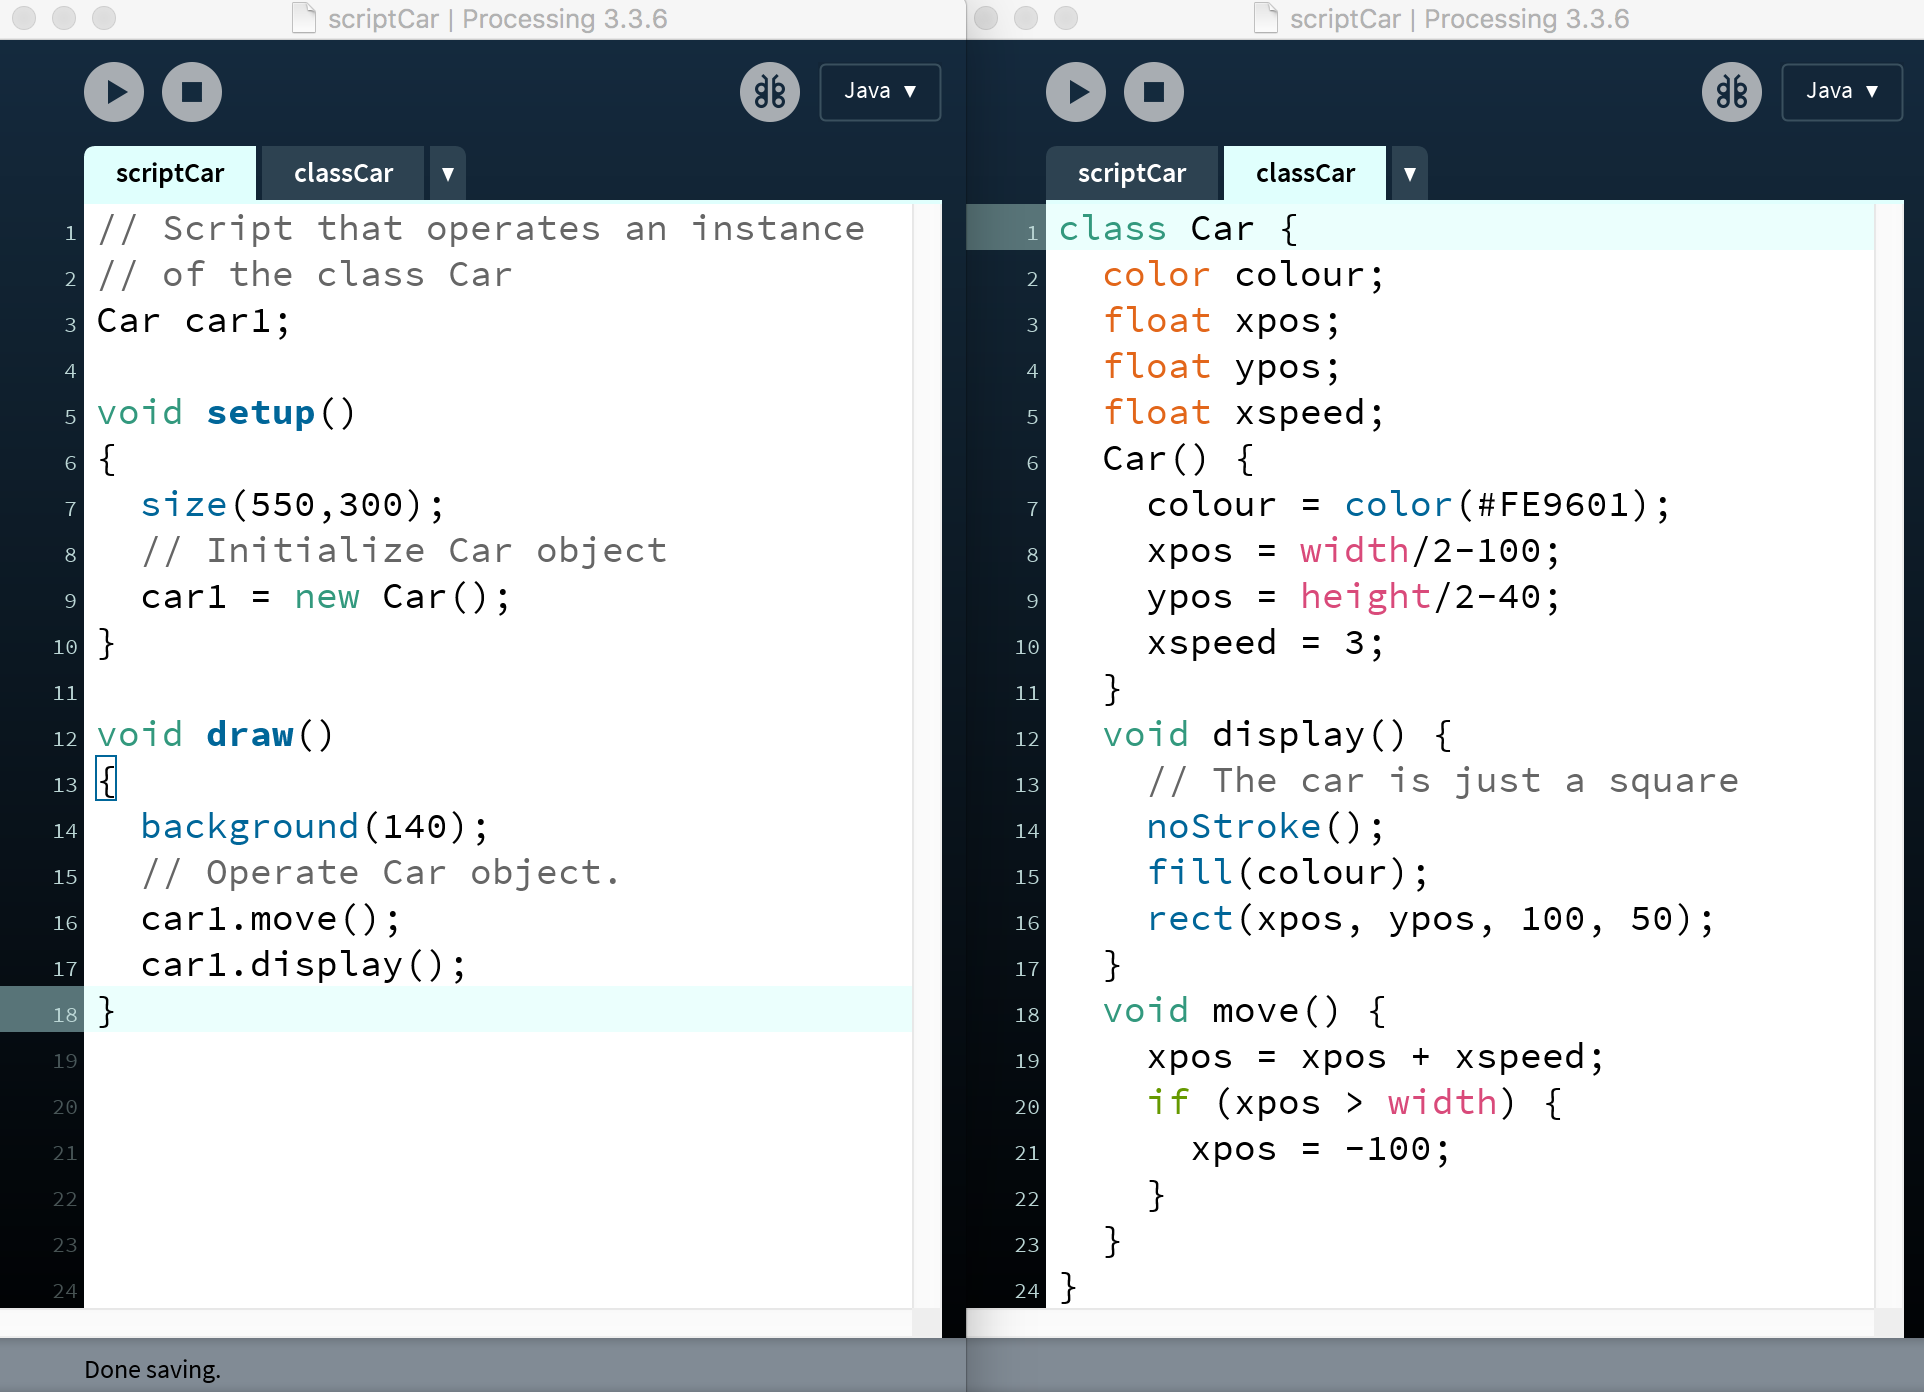 scriptCar | Processing 3.3.6
Java ▼
scriptCar classCar ▼
1 // Script that operates an instance
2 // of the class Car
3 Car car1;
4
5 void setup()
6 {
7   size(550,300);
8   // Initialize Car object
9   car1 = new Car();
10 }
11
12 void draw()
13 {
14   background(140);
15   // Operate Car object.
16   car1.move();
17   car1.display();
18 }
19
20
21
22
23
24
Done saving.
scriptCar | Processing 3.3.6
Java ▼
scriptCar classCar ▼
1 class Car {
2   color colour;
3   float xpos;
4   float ypos;
5   float xspeed;
6   Car() {
7     colour = color(#FE9601);
8     xpos = width/2-100;
9     ypos = height/2-40;
10     xspeed = 3;
11   }
12   void display() {
13     // The car is just a square
14     noStroke();
15     fill(colour);
16     rect(xpos, ypos, 100, 50);
17   }
18   void move() {
19     xpos = xpos + xspeed;
20     if (xpos > width) {
21       xpos = -100;
22     }
23   }
24 }